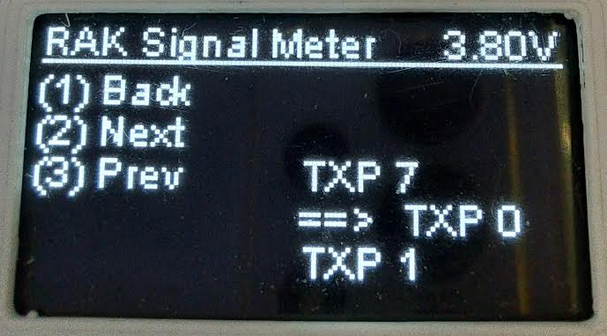 RAK Signal Meter 3.80V
(1) Back
(2) Next
(3) Prev
TXP 7
==> TXP 0
TXP 1